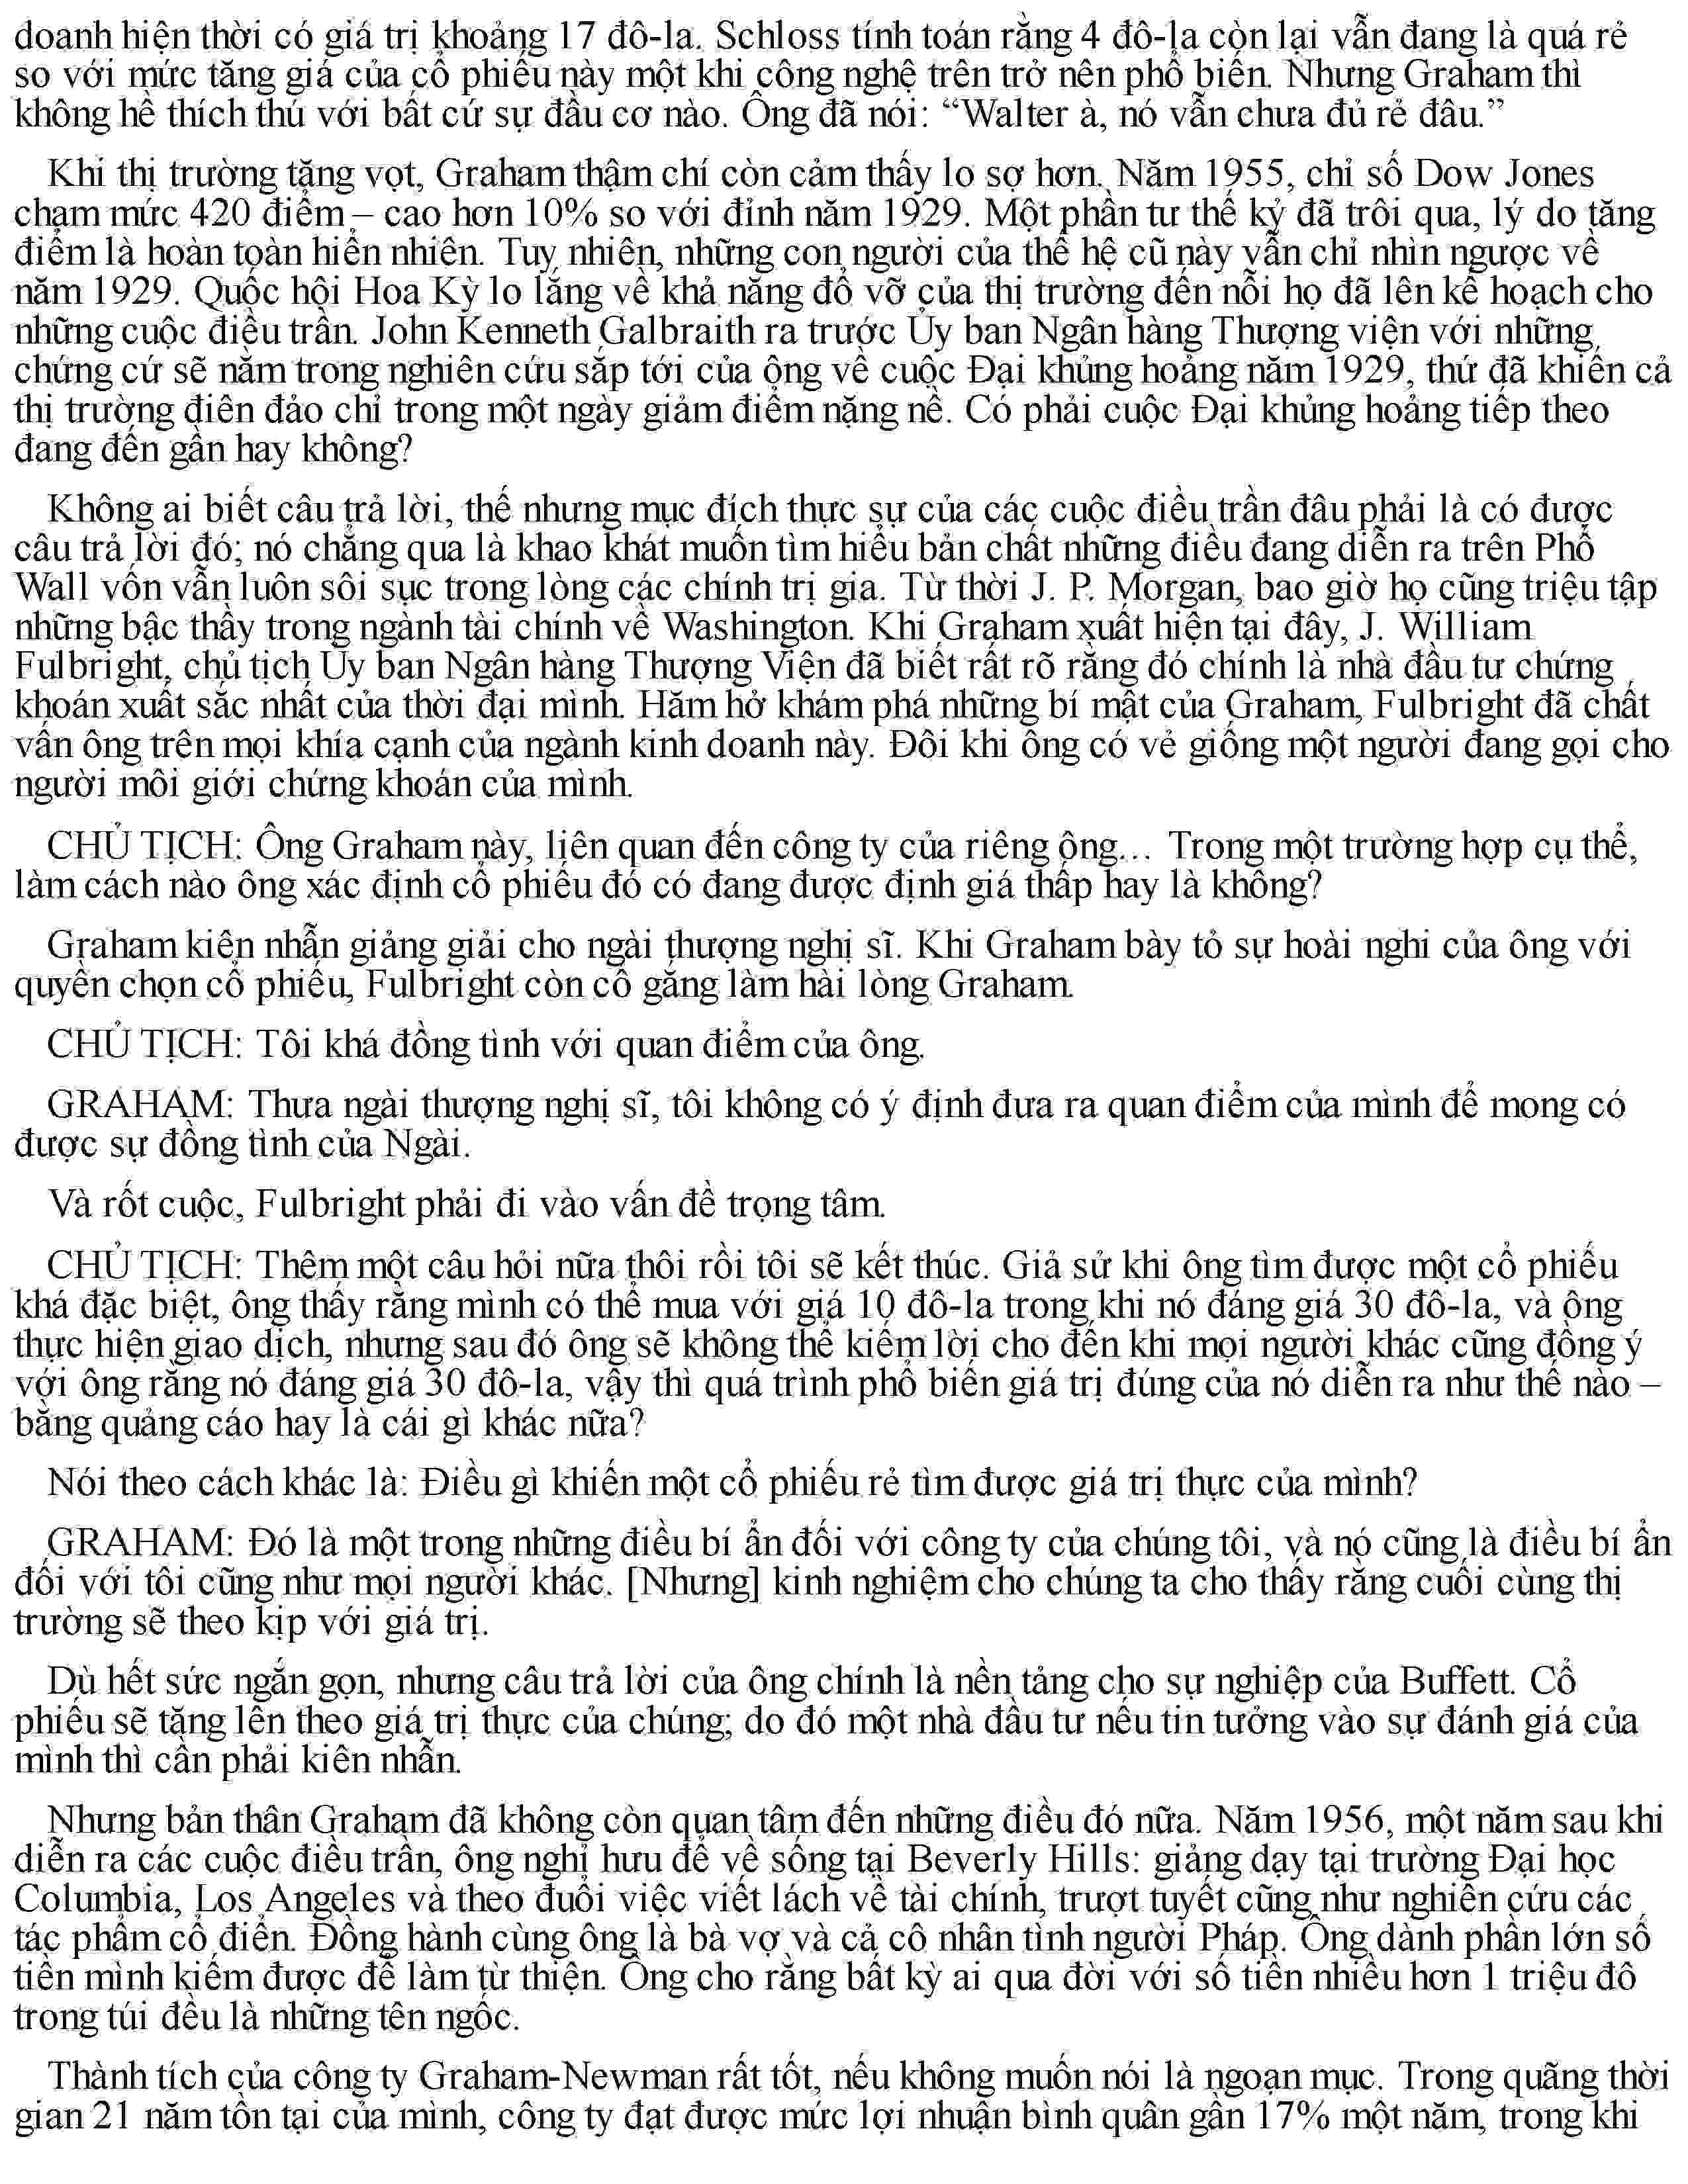 doanh hiện thời có giá trị khoảng 17 đô-la. Schloss tính toán rằng 4 đô-la còn lại vẫn đang là quá rẻ
so với mức tăng giá của cổ phiếu này một khi công nghệ trên trở nên phổ biến. Nhưng Graham thì
không hề thích thú với bất cứ sự đầu cơ nào. Ông đã nói: “Walter à, nó vẫn chưa đủ rẻ đâu.”
Khi thị trường tăng vọt, Graham thậm chí còn cảm thấy lo sợ hơn. Năm 1955, chỉ số Dow Jones
chạm mức 420 điểm – cao hơn 10% so với đỉnh năm 1929. Một phần tư thế kỷ đã trôi qua, lý do tăng
điểm là hoàn toàn hiển nhiên. Tuy nhiên, những con người của thế hệ cũ này vẫn chỉ nhìn ngược về
năm 1929. Quốc hội Hoa Kỳ lo lắng về khả năng đổ vỡ của thị trường đến nỗi họ đã lên kế hoạch cho
những cuộc điều trần. John Kenneth Galbraith ra trước Ủy ban Ngân hàng Thượng viện với những
chứng cứ sẽ nằm trong nghiên cứu sắp tới của ông về cuộc Đại khủng hoảng năm 1929, thứ đã khiến cả
thị trường điên đảo chỉ trong một ngày giảm điểm nặng nề. Có phải cuộc Đại khủng hoảng tiếp theo
đang đến gần hay không?
Không ai biết câu trả lời, thế nhưng mục đích thực sự của các cuộc điều trần đâu phải là có được
câu trả lời đó; nó chẳng qua là khao khát muốn tìm hiểu bản chất những điều đang diễn ra trên Phố
Wall vốn vẫn luôn sôi sục trong lòng các chính trị gia. Từ thời J. P. Morgan, bao giờ họ cũng triệu tập
những bậc thầy trong ngành tài chính về Washington. Khi Graham xuất hiện tại đây, J. William
Fulbright, chủ tịch Ủy ban Ngân hàng Thượng Viện đã biết rất rõ rằng đó chính là nhà đầu tư chứng
khoán xuất sắc nhất của thời đại mình. Hăm hở khám phá những bí mật của Graham, Fulbright đã chất
vấn ông trên mọi khía cạnh của ngành kinh doanh này. Đôi khi ông có vẻ giống một người đang gọi cho
người môi giới chứng khoán của mình.
CHỦ TỊCH: Ông Graham này, liên quan đến công ty của riêng ông… Trong một trường hợp cụ thể,
làm cách nào ông xác định cổ phiếu đó có đang được định giá thấp hay là không?
Graham kiên nhẫn giảng giải cho ngài thượng nghị sĩ. Khi Graham bày tỏ sự hoài nghi của ông với
quyền chọn cổ phiếu, Fulbright còn cố gắng làm hài lòng Graham.
CHỦ TỊCH: Tôi khá đồng tình với quan điểm của ông.
GRAHAM: Thưa ngài thượng nghị sĩ, tôi không có ý định đưa ra quan điểm của mình để mong có
được sự đồng tình của Ngài.
Và rốt cuộc, Fulbright phải đi vào vấn đề trọng tâm.
CHỦ TỊCH: Thêm một câu hỏi nữa thôi rồi tôi sẽ kết thúc. Giả sử khi ông tìm được một cổ phiếu
khá đặc biệt, ông thấy rằng mình có thể mua với giá 10 đô-la trong khi nó đáng giá 30 đô-la, và ông
thực hiện giao dịch, nhưng sau đó ông sẽ không thể kiếm lời cho đến khi mọi người khác cũng đồng ý
với ông rằng nó đáng giá 30 đô-la, vậy thì quá trình phổ biến giá trị đúng của nó diễn ra như thế nào –
bằng quảng cáo hay là cái gì khác nữa?
Nói theo cách khác là: Điều gì khiến một cổ phiếu rẻ tìm được giá trị thực của mình?
GRAHAM: Đó là một trong những điều bí ẩn đối với công ty của chúng tôi, và nó cũng là điều bí ẩn
đối với tôi cũng như mọi người khác. [Nhưng] kinh nghiệm cho chúng ta cho thấy rằng cuối cùng thị
trường sẽ theo kịp với giá trị.
Dù hết sức ngắn gọn, nhưng câu trả lời của ông chính là nền tảng cho sự nghiệp của Buffett. Cổ
phiếu sẽ tăng lên theo giá trị thực của chúng; do đó một nhà đầu tư nếu tin tưởng vào sự đánh giá của
mình thì cần phải kiên nhẫn.
Nhưng bản thân Graham đã không còn quan tâm đến những điều đó nữa. Năm 1956, một năm sau khi
diễn ra các cuộc điều trần, ông nghỉ hưu để về sống tại Beverly Hills: giảng dạy tại trường Đại học
Columbia, Los Angeles và theo đuổi việc viết lách về tài chính, trượt tuyết cũng như nghiên cứu các
tác phẩm cổ điển. Đồng hành cùng ông là bà vợ và cả cô nhân tình người Pháp. Ông dành phần lớn số
tiền mình kiếm được để làm từ thiện. Ông cho rằng bất kỳ ai qua đời với số tiền nhiều hơn 1 triệu đô
trong túi đều là những tên ngốc.
Thành tích của công ty Graham-Newman rất tốt, nếu không muốn nói là ngoạn mục. Trong quãng thời
gian 21 năm tồn tại của mình, công ty đạt được mức lợi nhuận bình quân gần 17% một năm, trong khi